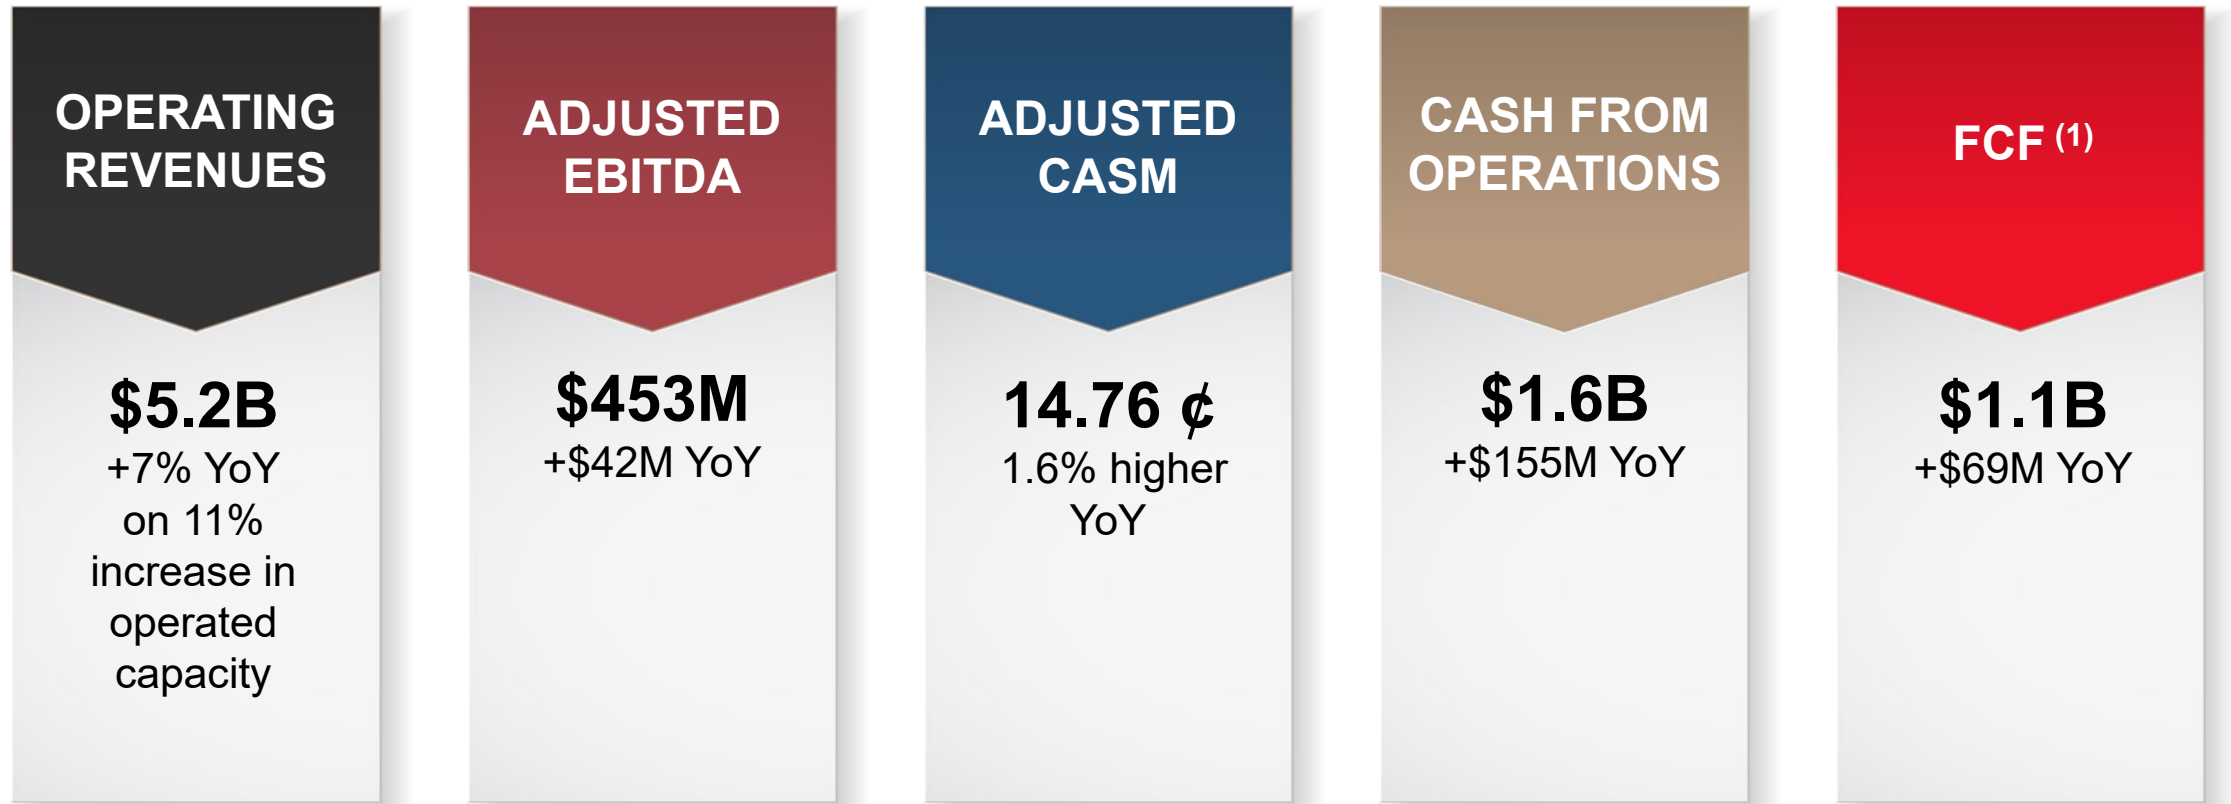 OPERATING
REVENUES
$5.2B
+7% YoY
on 11%
increase in
operated
capacity
ADJUSTED
EBITDA
$453M
+$42M YoY
ADJUSTED
CASM
14.76 ¢
1.6% higher
YoY
CASH FROM
OPERATIONS
$1.6B
+$155M YoY
FCF (1)
$1.1B
+$69M YoY